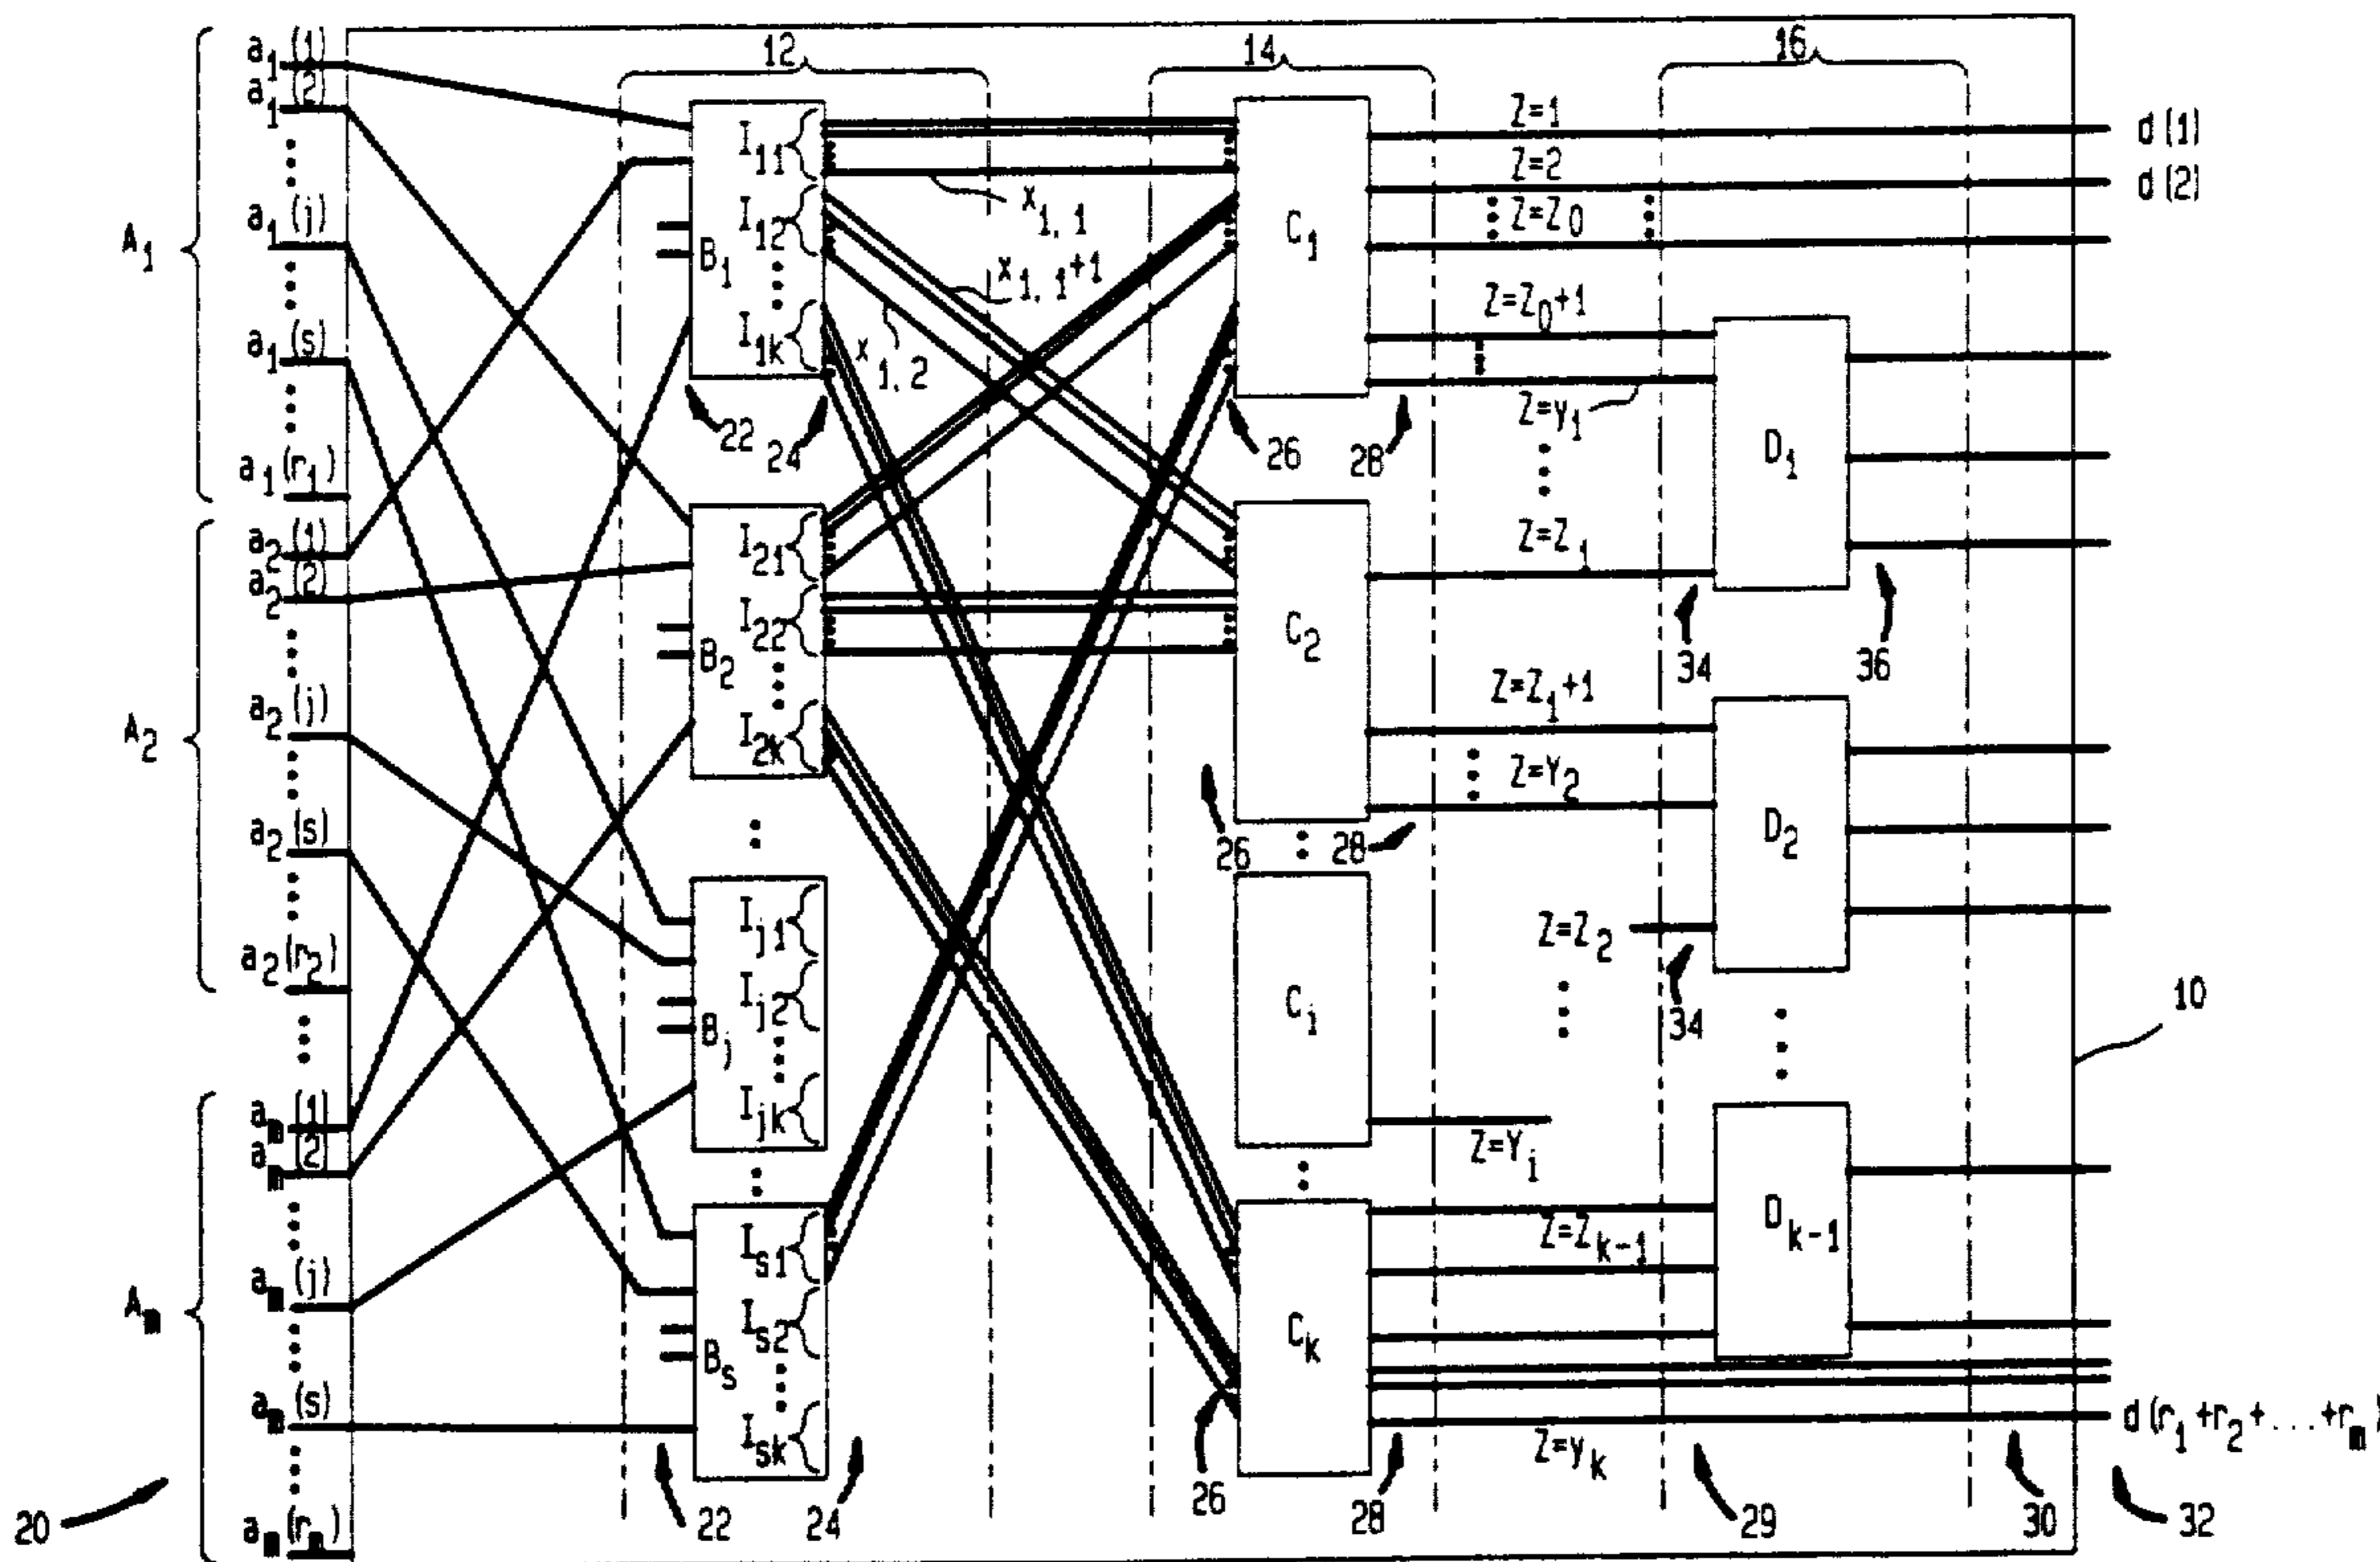 12
14
16
A1
a1(1)
a1(2)
a1(j)
a1(s)
a1(r1)
A2
a2(1)
a2(2)
a2(j)
a2(s)
a2(r2)
Am
am(1)
am(2)
am(j)
am(s)
am(rm)
20
B1
I11
I12
I1k
22
24
B2
I21
I22
I2k
Bj
Ij1
Ij2
Ijk
Bs
Is1
Is2
Isk
22
24
x1,1
x1,1+1
x1,2
C1
26
28
C2
26
28
Ci
Ck
26
28
Z=1
Z=2
Z=Z0
Z=Z0+1
Z=y1
Z=Z1
Z=Z1+1
Z=Y2
Z=Z2
Z=Yi
Z=Zk-1
Z=yk
D1
34
36
D2
34
Dk-1
29
30
32
10
d(1)
d(2)
d(r1+r2+...+rm)